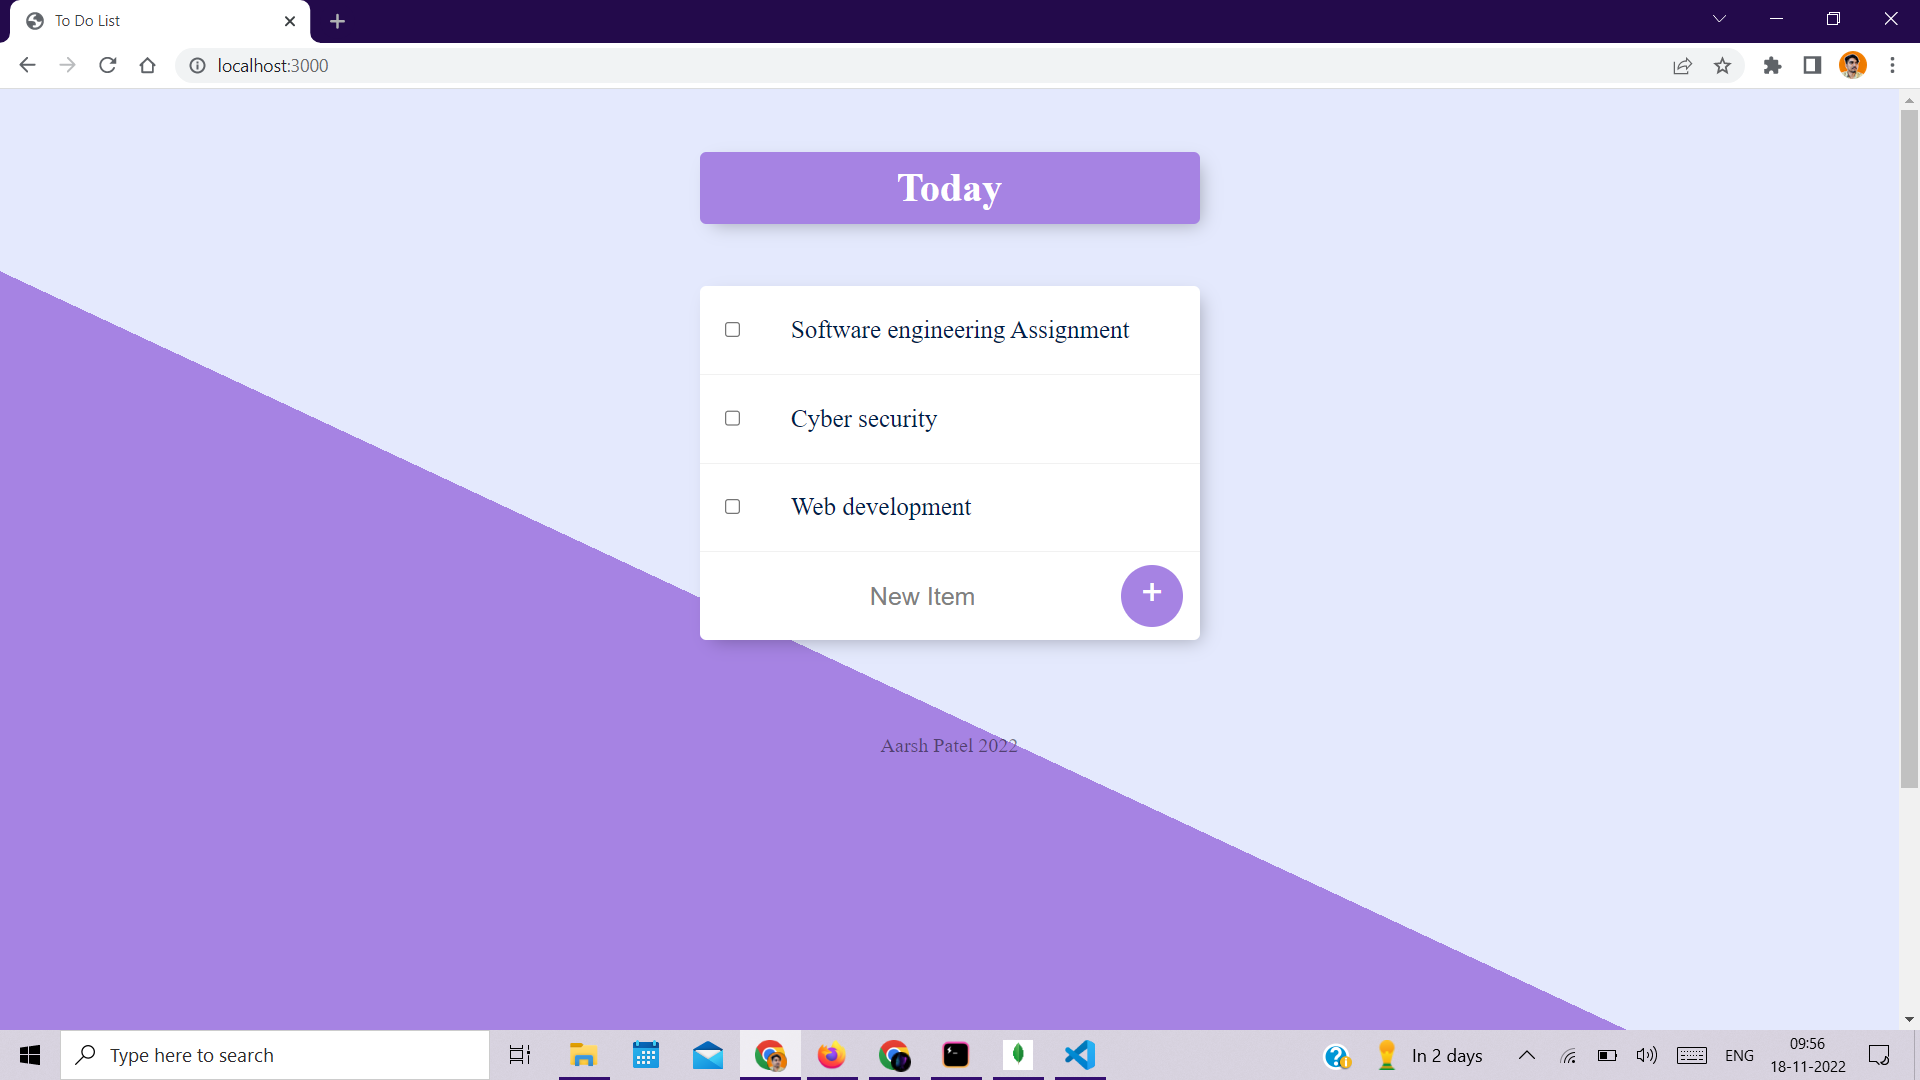 To Do List
localhost:3000
Today
Software engineering Assignment
Cyber security
Web development
New Item
+
Aarsh Patel 2022
Type here to search
In 2 days
ENG
09:56
18-11-2022